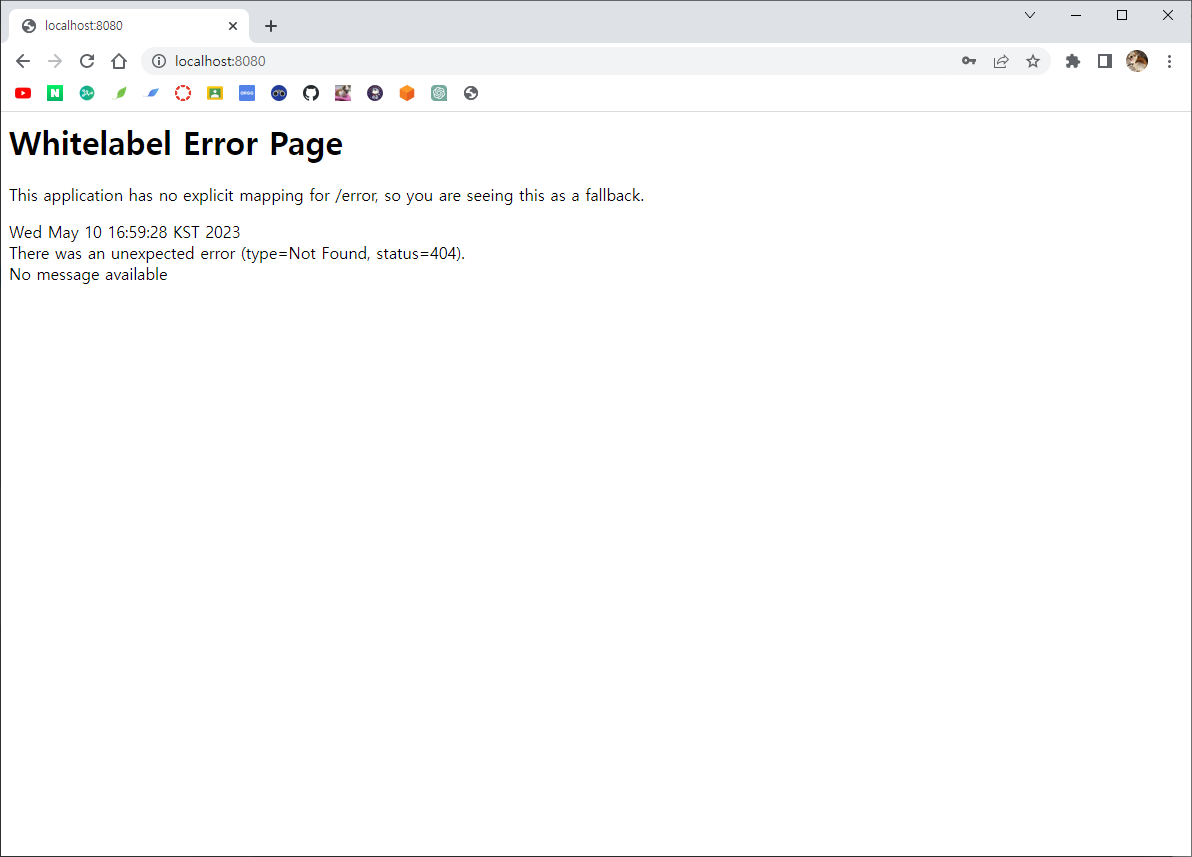 localhost:8080
localhost:8080
Whitelabel Error Page
This application has no explicit mapping for /error, so you are seeing this as a fallback.
Wed May 10 16:59:28 KST 2023
There was an unexpected error (type=Not Found, status=404).
No message available